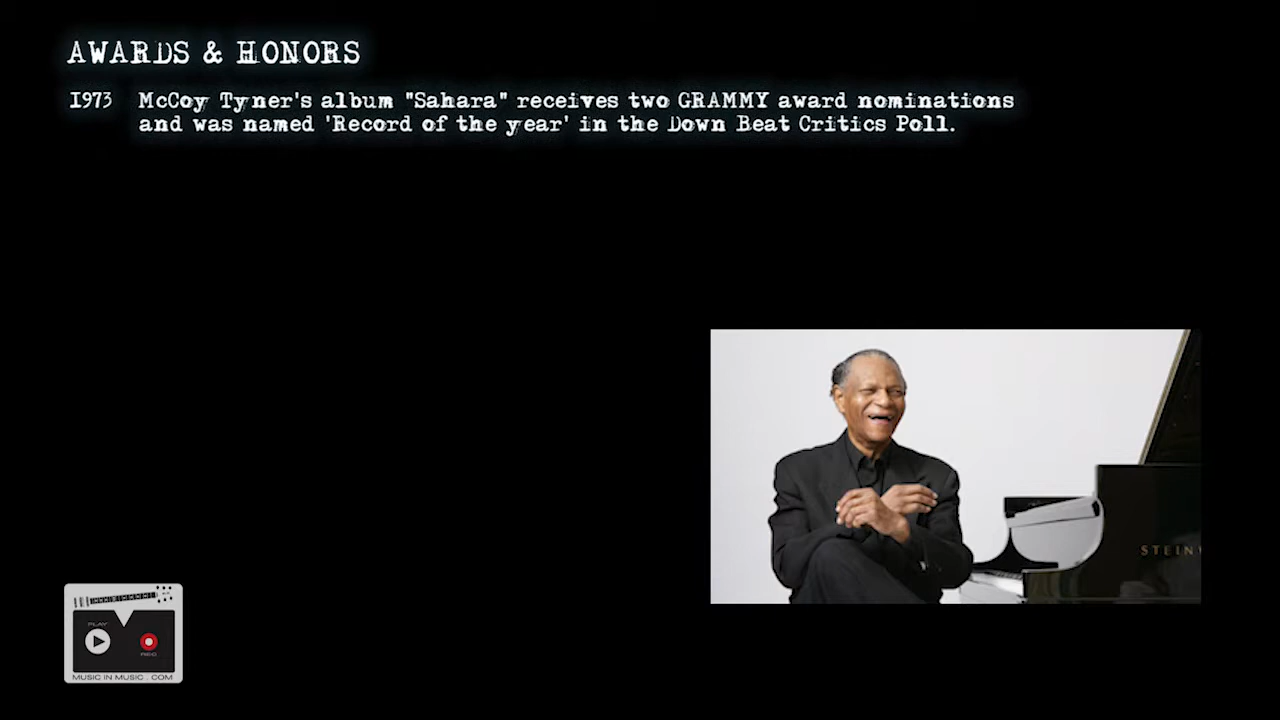 AWARDS & HONORS
1973 McCoy Tyner's album "Sahara" receives two GRAMMY award nominations
and was named 'Record of the year' in the Down Beat Critics Poll.
STEINW
PLAY
MUSIC IN MUSIC . COM